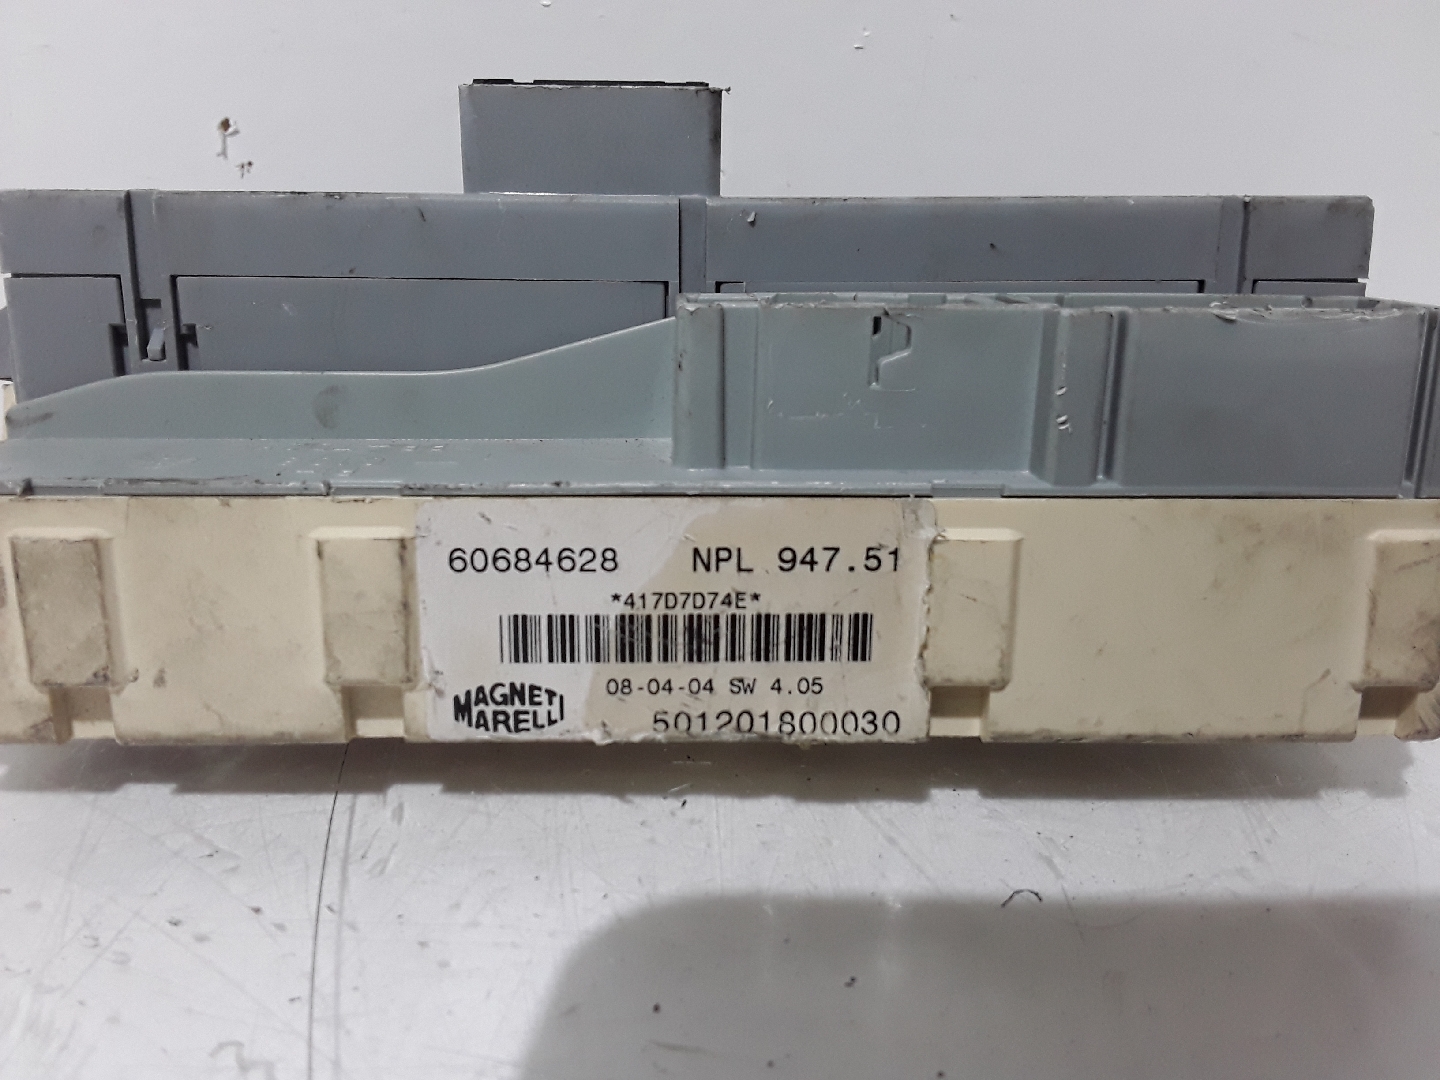 60684628 NPL 947.51
*417D7D74E*
08-04-04 SW 4.05
MAGNETI
MARELLI
501201800030